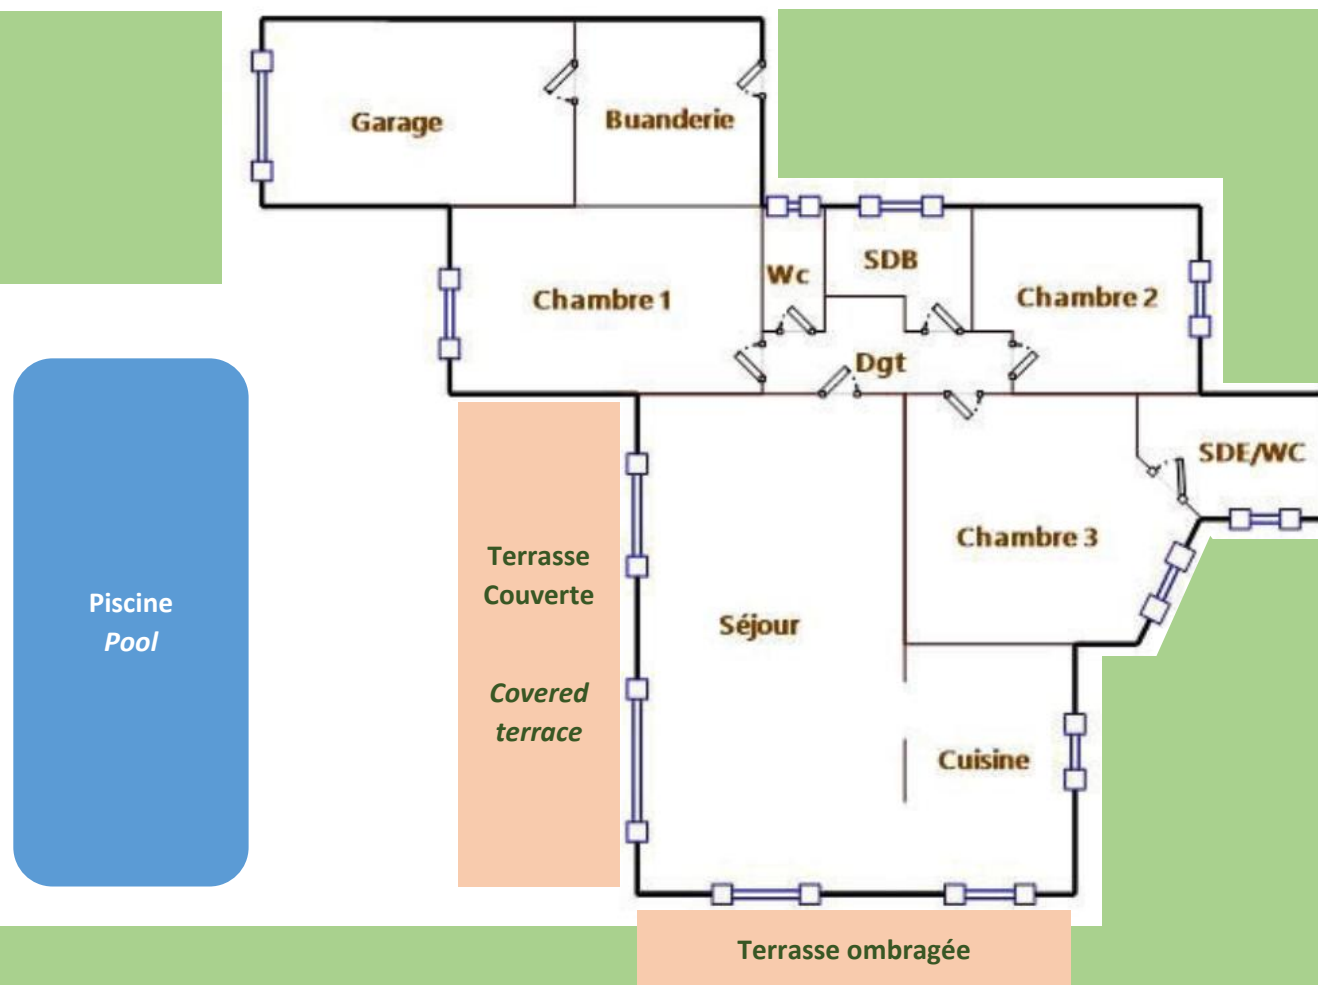 Garage
Buanderie
Wc
SDB
Chambre 1
Chambre 2
Dgt
SDE/WC
Chambre 3
Terrasse
Couverte
Covered
terrace
Piscine
Pool
Séjour
Cuisine
Terrasse ombragée